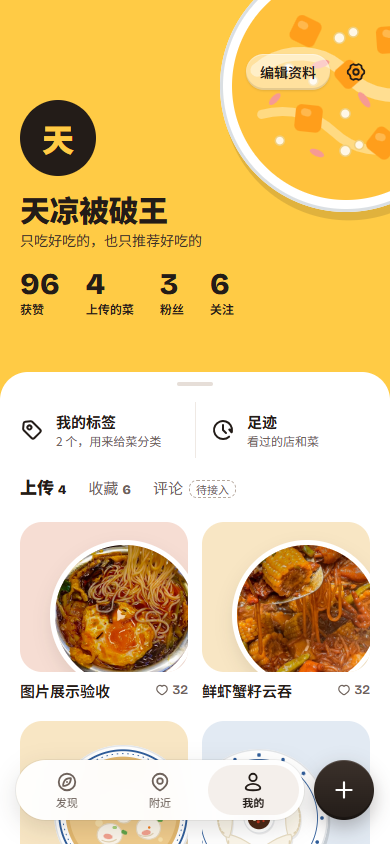 编辑资料
天
天凉被破王
只吃好吃的，也只推荐好吃的
96 4 3 6
获赞 上传的菜 粉丝 关注
我的标签 足迹
2 个，用来给菜分类 看过的店和菜
上传 4 收藏 6 评论 待接入
图片展示验收 32 鲜虾蟹籽云吞 32
发现 附近 我的